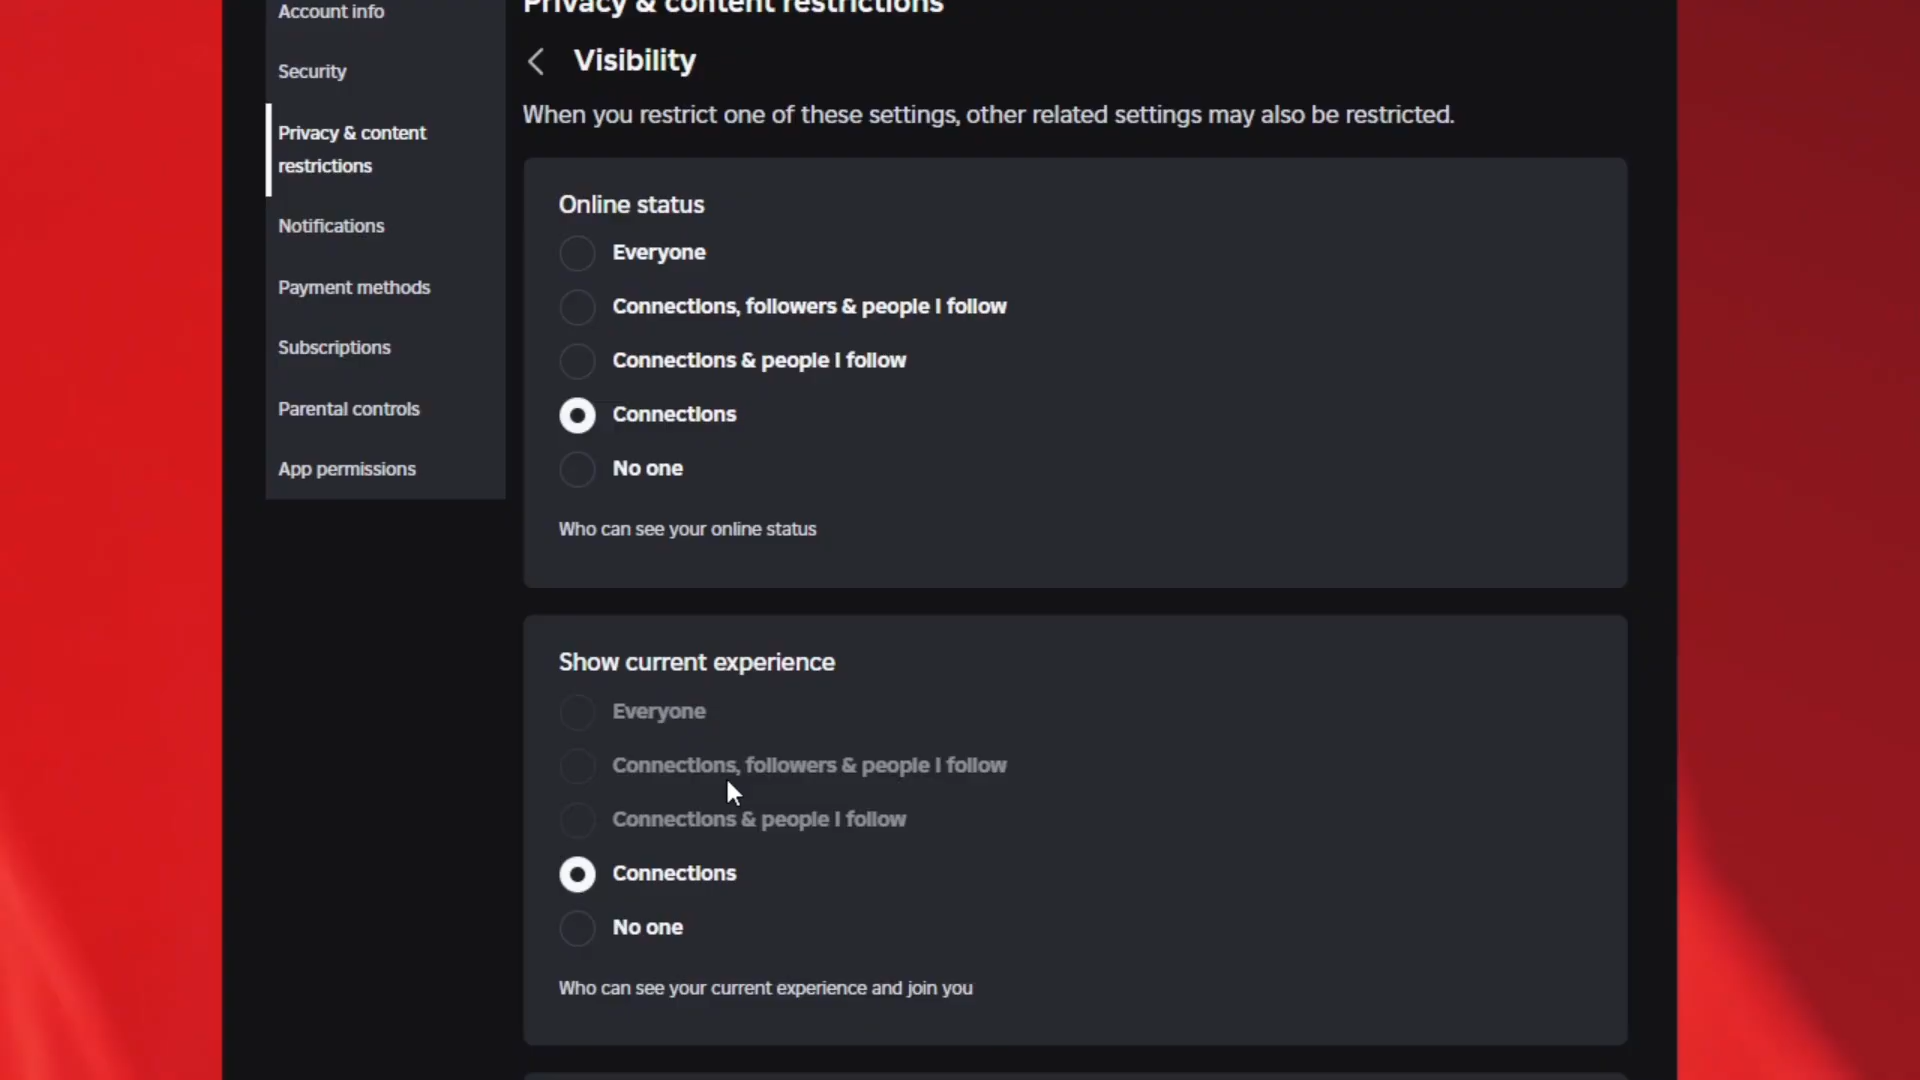 Account info
Security
Privacy & content
restrictions
Notifications
Payment methods
Subscriptions
Parental controls
App permissions
Privacy & content restrictions
Visibility
When you restrict one of these settings, other related settings may also be restricted.
Online status
Everyone
Connections, followers & people I follow
Connections & people I follow
Connections
No one
Who can see your online status
Show current experience
Everyone
Connections, followers & people I follow
Connections & people I follow
Connections
No one
Who can see your current experience and join you